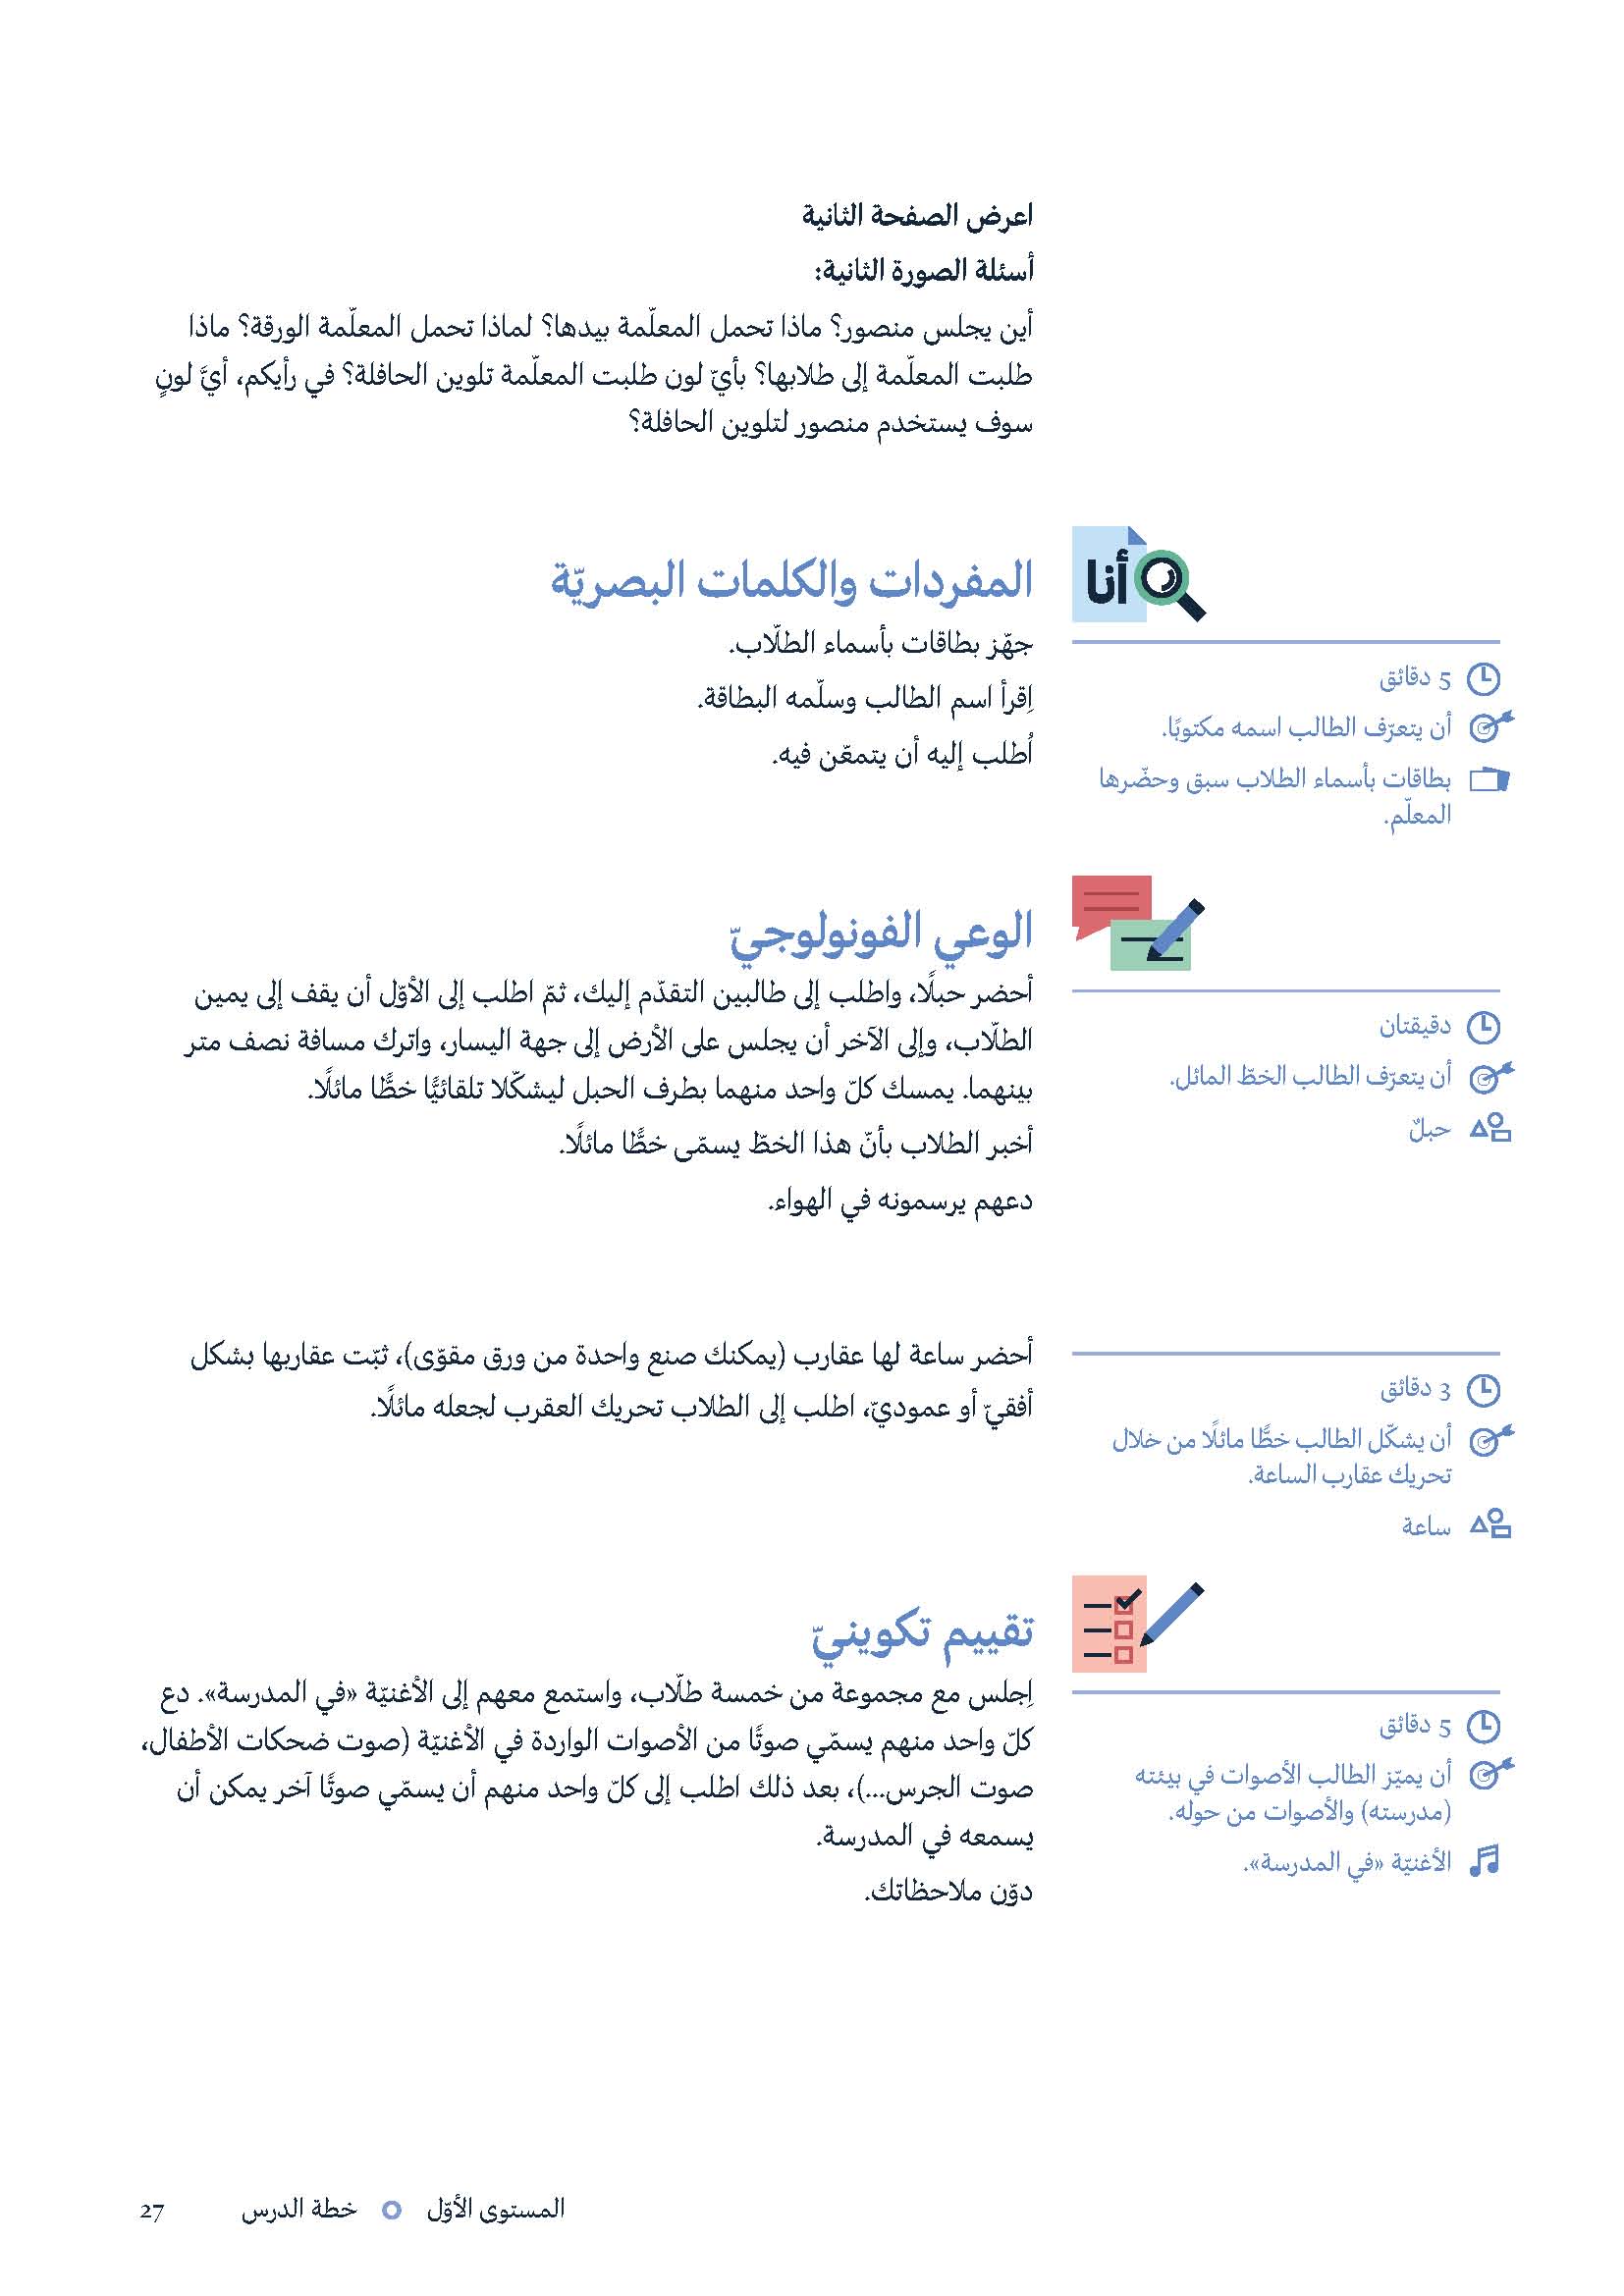 اعرض الصفحة الثانية
أسئلة الصورة الثانية:
أين يجلس منصور؟ ماذا تحمل المعلّمة بيدها؟ لماذا تحمل المعلّمة الورقة؟ ماذا
طلبت المعلّمة إلى طلابها؟ بأيّ لون طلبت المعلّمة تلوين الحافلة؟ في رأيكم، أيَّ لونٍ
سوف يستخدم منصور لتلوين الحافلة؟
أنا
المفردات والكلمات البصريّة
جهّز بطاقات بأسماء الطلّاب.
اِقرأ اسم الطالب وسلّمه البطاقة.
اُطلب إليه أن يتمعّن فيه.
5 دقائق
أن يتعرّف الطالب اسمه مكتوبًا.
بطاقات بأسماء الطلاب سبق وحضّرها
المعلّم.
الوعي الفونولوجيّ
أحضر حبلًا، واطلب إلى طالبين التقدّم إليك، ثمّ اطلب إلى الأوّل أن يقف إلى يمين
الطلّاب، وإلى الآخر أن يجلس على الأرض إلى جهة اليسار، واترك مسافة نصف متر
بينهما. يمسك كلّ واحد منهما بطرف الحبل ليشكّلا تلقائيًّا خطًّا مائلًا.
أخبر الطلاب بأنّ هذا الخطّ يسمّى خطًّا مائلًا.
دعهم يرسمونه في الهواء.
دقيقتان
أن يتعرّف الطالب الخطّ المائل.
حبلٌ
أحضر ساعة لها عقارب (يمكنك صنع واحدة من ورق مقوّى)، ثبّت عقاربها بشكل
أفقيّ أو عموديّ، اطلب إلى الطلاب تحريك العقرب لجعله مائلًا.
3 دقائق
أن يشكّل الطالب خطًّا مائلًا من خلال
تحريك عقارب الساعة.
ساعة
تقييم تكوينيّ
اِجلس مع مجموعة من خمسة طلّاب، واستمع معهم إلى الأغنيّة «في المدرسة». دع
كلّ واحد منهم يسمّي صوتًا من الأصوات الواردة في الأغنيّة (صوت ضحكات الأطفال،
صوت الجرس...)، بعد ذلك اطلب إلى كلّ واحد منهم أن يسمّي صوتًا آخر يمكن أن
يسمعه في المدرسة.
دوّن ملاحظاتك.
5 دقائق
أن يميّز الطالب الأصوات في بيئته
(مدرسته) والأصوات من حوله.
الأغنيّة «في المدرسة».
المستوى الأوّل خطة الدرس 27